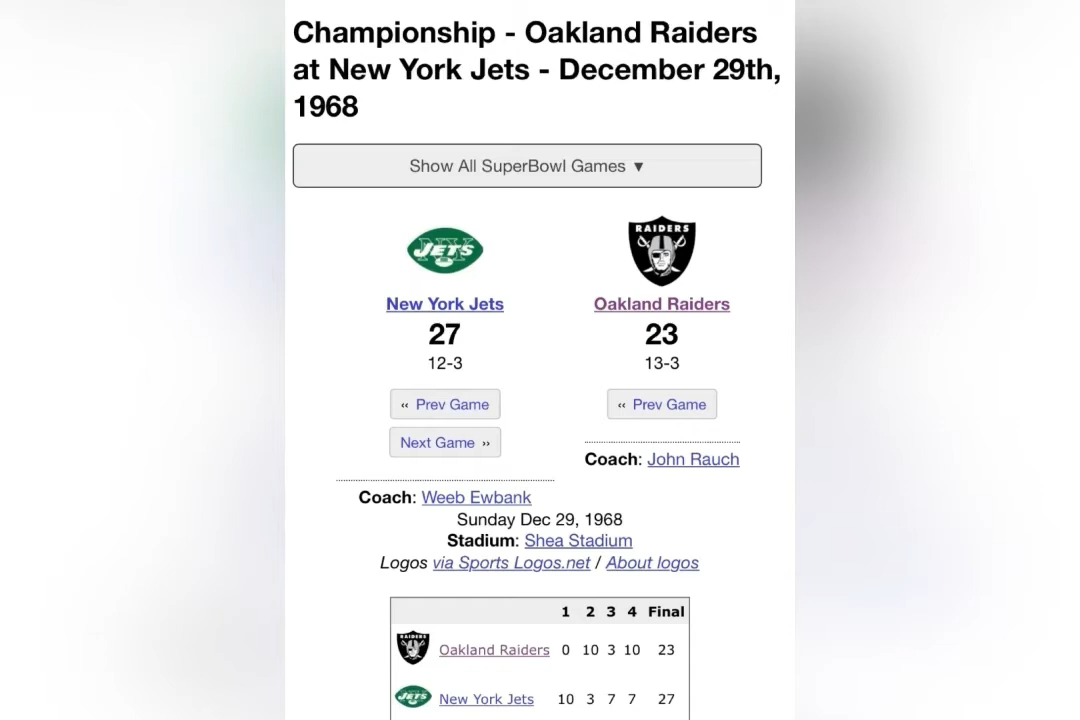 Championship - Oakland Raiders
at New York Jets - December 29th,
1968
Show All SuperBowl Games ▼
JETS
RAIDERS
New York Jets
Oakland Raiders
27
23
12-3
13-3
‹‹ Prev Game
‹‹ Prev Game
Next Game ››
Coach: John Rauch
Coach: Weeb Ewbank
Sunday Dec 29, 1968
Stadium: Shea Stadium
Logos via Sports Logos.net / About logos
1 2 3 4 Final
RAIDERS
Oakland Raiders 0 10 3 10 23
JETS
New York Jets 10 3 7 7 27